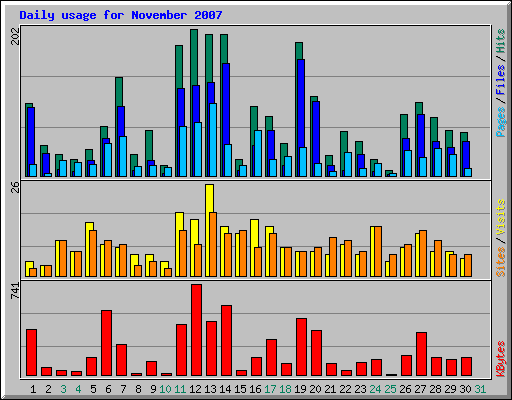 Daily usage for November 2007
202
Pages / Files / Hits
26
Sites / Visits
741
KBytes
1 2 3 4 5 6 7 8 9 10 11 12 13 14 15 16 17 18 19 20 21 22 23 24 25 26 27 28 29 30 31